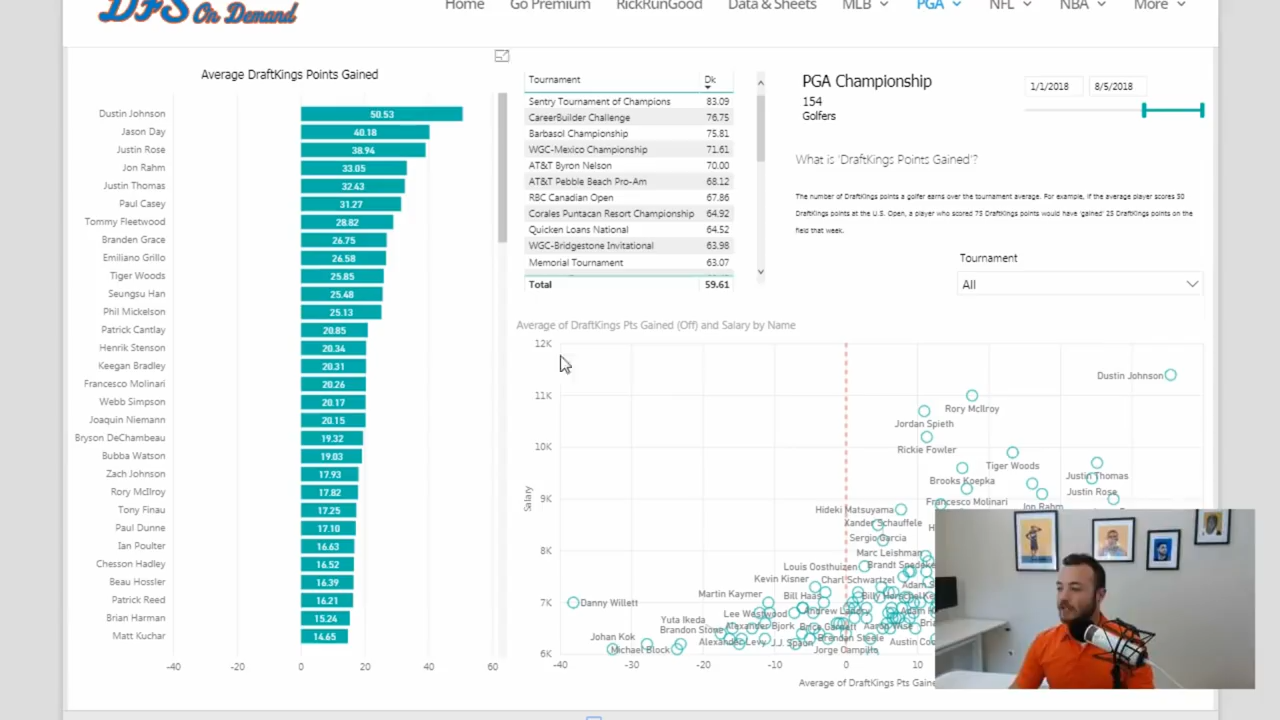 DFS On Demand
Home Go Premium RickRunGood Data & Sheets MLB PGA NFL NBA More
Average DraftKings Points Gained
Dustin Johnson 50.53
Jason Day 40.18
Justin Rose 38.94
Jon Rahm 33.05
Justin Thomas 32.43
Paul Casey 31.27
Tommy Fleetwood 28.82
Branden Grace 26.75
Emiliano Grillo 26.58
Tiger Woods 25.85
Seungsu Han 25.48
Phil Mickelson 25.13
Patrick Cantlay 20.85
Henrik Stenson 20.34
Keegan Bradley 20.31
Francesco Molinari 20.26
Webb Simpson 20.17
Joaquin Niemann 20.15
Bryson DeChambeau 19.32
Bubba Watson 19.03
Zach Johnson 17.93
Rory McIlroy 17.82
Tony Finau 17.25
Paul Dunne 17.10
Ian Poulter 16.63
Chesson Hadley 16.52
Beau Hossler 16.39
Patrick Reed 16.21
Brian Harman 15.24
Matt Kuchar 14.65
-40 -20 0 20 40 60
Tournament Dk
Sentry Tournament of Champions 83.09
CareerBuilder Challenge 76.75
Barbasol Championship 75.81
WGC-Mexico Championship 71.61
AT&T Byron Nelson 70.00
AT&T Pebble Beach Pro-Am 68.12
RBC Canadian Open 67.86
Corales Puntacan Resort Championship 64.92
Quicken Loans National 64.52
WGC-Bridgestone Invitational 63.98
Memorial Tournament 63.07
Total 59.61
PGA Championship
154
Golfers
1/1/2018 8/5/2018
What is 'DraftKings Points Gained'?
The number of DraftKings points a golfer earns over the tournament average. For example, if the average player scores 50
DraftKings points at the U.S. Open, a player who scored 75 DraftKings points would have 'gained' 25 DraftKings points on the
field that week.
Tournament
All
Average of DraftKings Pts Gained (Off) and Salary by Name
12K
Dustin Johnson
11K
Rory McIlroy
Jordan Spieth
10K
Rickie Fowler
Tiger Woods
Justin Thomas
Brooks Koepka
Justin Rose
9K
Francesco Molinari
Jon Rahm
Hideki Matsuyama
Xander Schauffele
Sergio Garcia
8K
Marc Leishman
Louis Oosthuizen
Kevin Kisner
Charl Schwartzel
Martin Kaymer
Bill Haas
7K
Danny Willett
Lee Westwood
Andrew Landry
Yuta Ikeda
Alexander Bjork
Brandon Stone
Johan Kok
Alexander Levy
J.J. Spaun
Brendan Steele
Michael Block
Jorge Campillo
6K
Salary
-40 -30 -20 -10 0 10
Average of DraftKings Pts Gaine